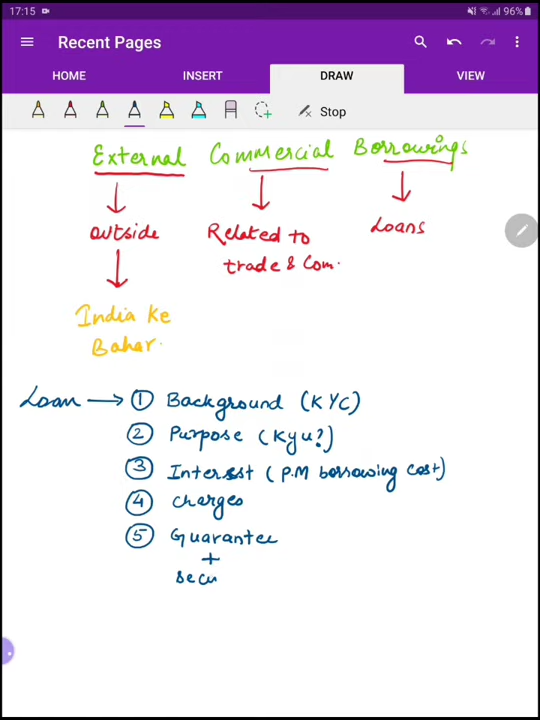 17:15 96%
Recent Pages
HOME INSERT DRAW VIEW
Stop
External Commercial Borrowings
outside Related to Loans
trade & Com.
India Ke
Bahar.
Loan → 1 Background (KYC)
2 Purpose (Kyu?)
3 Interest (P.M borrowing cost)
4 Charges
5 Guarantee
+
secu